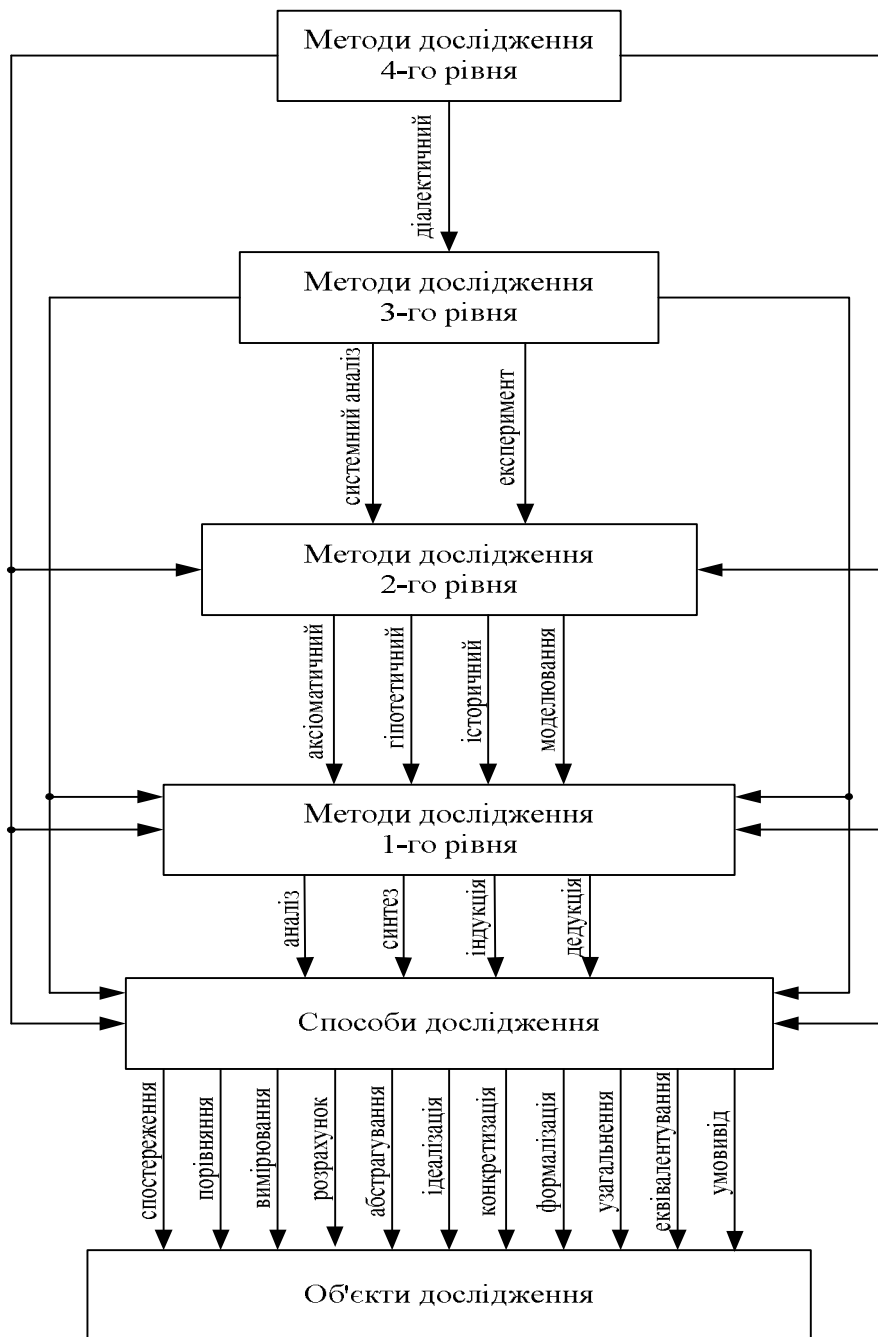 Методи дослідження
4-го рівня
діалектичний
Методи дослідження
3-го рівня
системний аналіз
експеримент
Методи дослідження
2-го рівня
аксіоматичний
гіпотетичний
історичний
моделювання
Методи дослідження
1-го рівня
аналіз
синтез
індукція
дедукція
Способи дослідження
спостереження
порівняння
вимірювання
розрахунок
абстрагування
ідеалізація
конкретизація
формалізація
узагальнення
еквівалентування
умовивід
Об'єкти дослідження